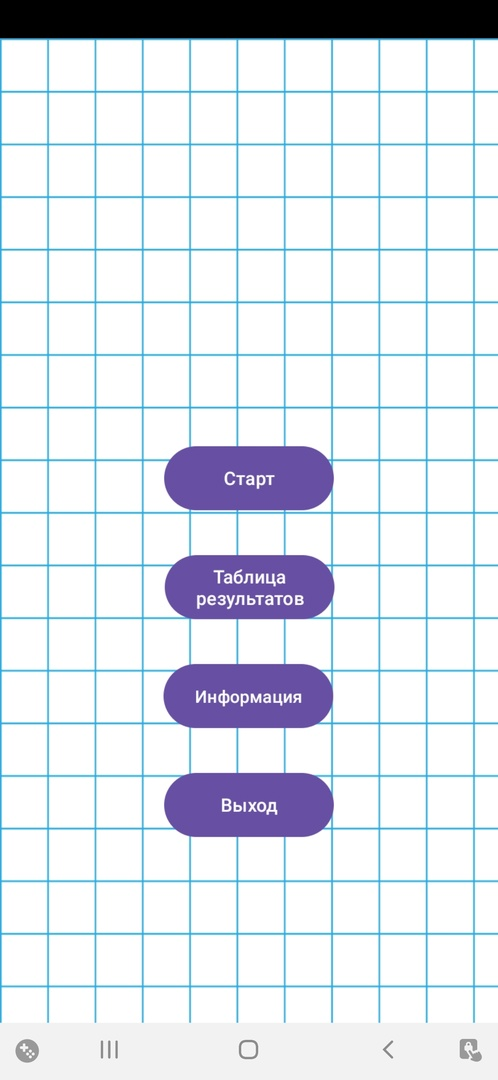 Старт
Таблица
результатов
Информация
Выход